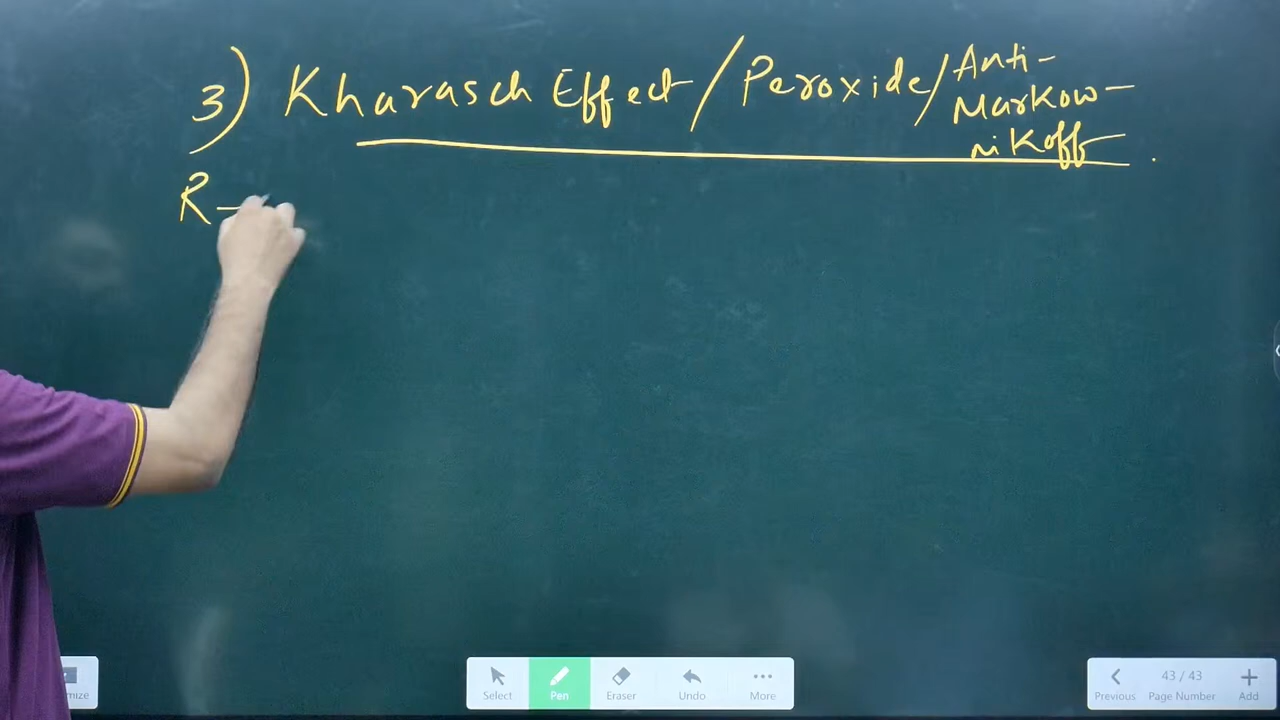 3) Kharasch Effect / Peroxide / Anti-
Markow-
nikoff.
R-
Select
Pen
Eraser
Undo
More
Previous
43 / 43
Page Number
Add